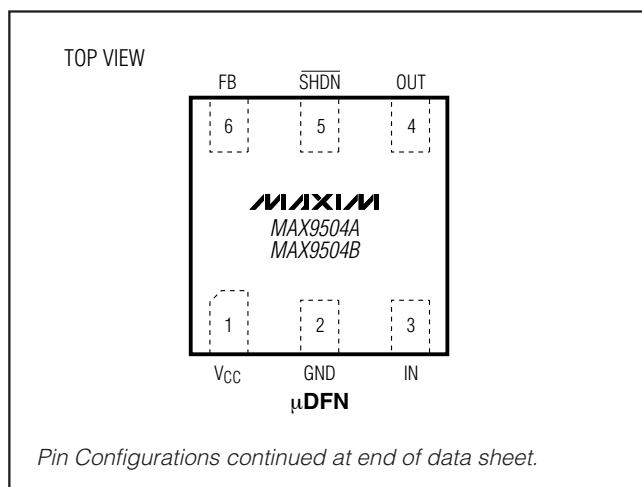 TOP VIEW
FB SHDN OUT
6 5 4
MAXIM
MAX9504A
MAX9504B
1 2 3
VCC GND IN
μDFN
Pin Configurations continued at end of data sheet.